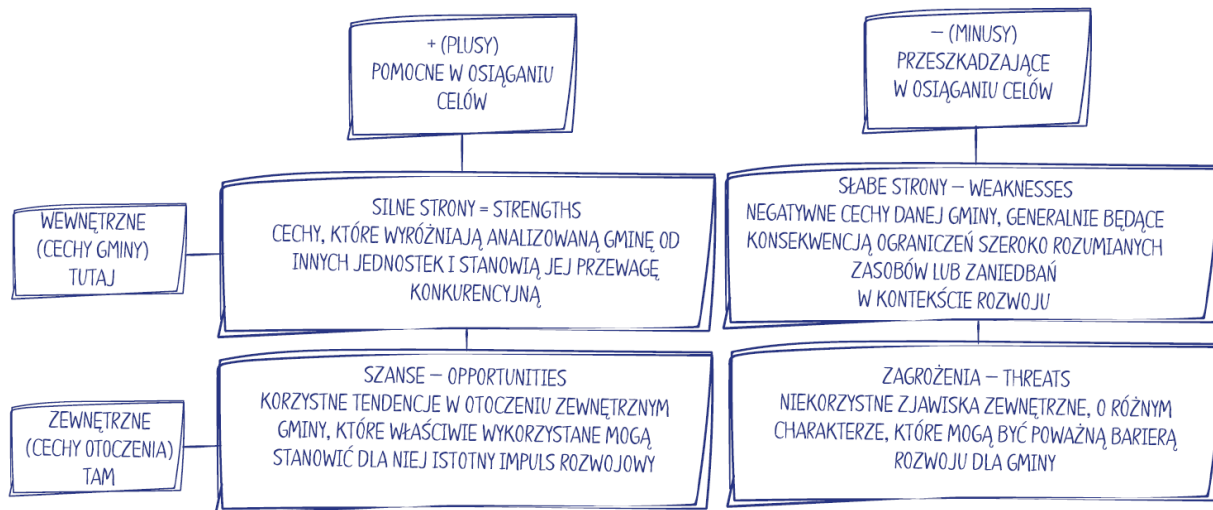 + (PLUSY)
POMOCNE W OSIĄGANIU
CELÓW
– (MINUSY)
PRZESZKADZAJĄCE
W OSIĄGANIU CELÓW
WEWNĘTRZNE
(CECHY GMINY)
TUTAJ
SILNE STRONY = STRENGTHS
CECHY, KTÓRE WYRÓŻNIAJĄ ANALIZOWANĄ GMINĘ OD
INNYCH JEDNOSTEK I STANOWIĄ JEJ PRZEWAGĘ
KONKURENCYJNĄ
SŁABE STRONY – WEAKNESSES
NEGATYWNE CECHY DANEJ GMINY, GENERALNIE BĘDĄCE
KONSEKWENCJĄ OGRANICZEŃ SZEROKO ROZUMIANYCH
ZASOBÓW LUB ZANIEDBAŃ
W KONTEKŚCIE ROZWOJU
ZEWNĘTRZNE
(CECHY OTOCZENIA)
TAM
SZANSE – OPPORTUNITIES
KORZYSTNE TENDENCJE W OTOCZENIU ZEWNĘTRZNYM
GMINY, KTÓRE WŁAŚCIWIE WYKORZYSTANE MOGĄ
STANOWIĆ DLA NIEJ ISTOTNY IMPULS ROZWOJOWY
ZAGROŻENIA – THREATS
NIEKORZYSTNE ZJAWISKA ZEWNĘTRZNE, O RÓŻNYM
CHARAKTERZE, KTÓRE MOGĄ BYĆ POWAŻNĄ BARIERĄ
ROZWOJU DLA GMINY